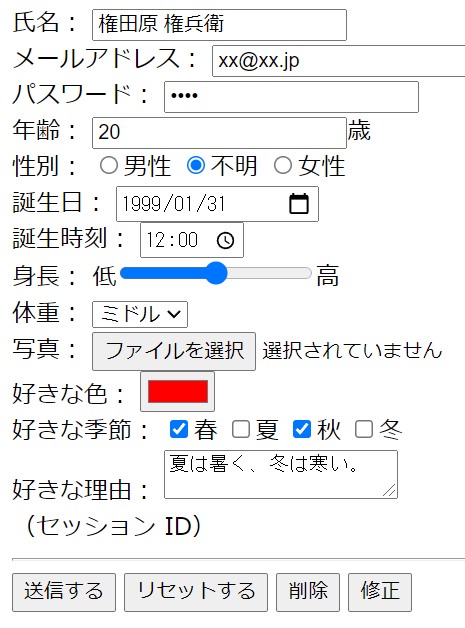 氏名： 権田原 権兵衛
メールアドレス： xx@xx.jp
パスワード： ••••
年齢： 20 歳
性別： 男性 不明 女性
誕生日： 1999/01/31
誕生時刻： 12:00
身長： 低 高
体重： ミドル
写真： ファイルを選択 選択されていません
好きな色：
好きな季節： 春 夏 秋 冬
好きな理由： 夏は暑く、冬は寒い。
（セッション ID）
送信する リセットする 削除 修正